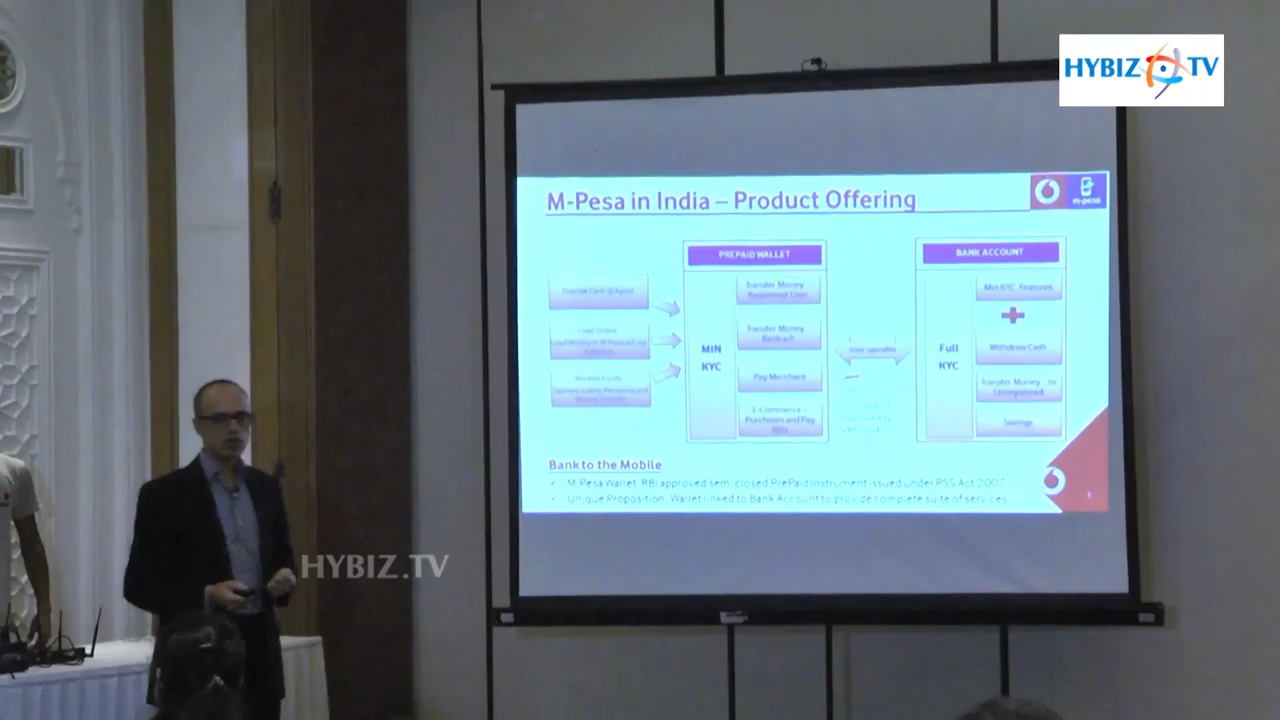 HYBIZ TV
M-Pesa in India – Product Offering
m-pesa
PREPAID WALLET
BANK ACCOUNT
Deposit Cash @ Agent
Transfer Money
Registered User
Min KYC Features
Transfer Money
Bank a/c
MIN
KYC
Full
KYC
Withdraw Cash
Inter operable
Pay Merchant
Transfer Money to
Unregistered
E Commerce -
Purchases and Pay
Bills
Savings
Bank to the Mobile
M Pesa Wallet: RBI approved semi-closed PrePaid Instrument issued under PSS Act 2007
Unique Proposition: Wallet linked to Bank Account to provide complete suite of services
HYBIZ.TV